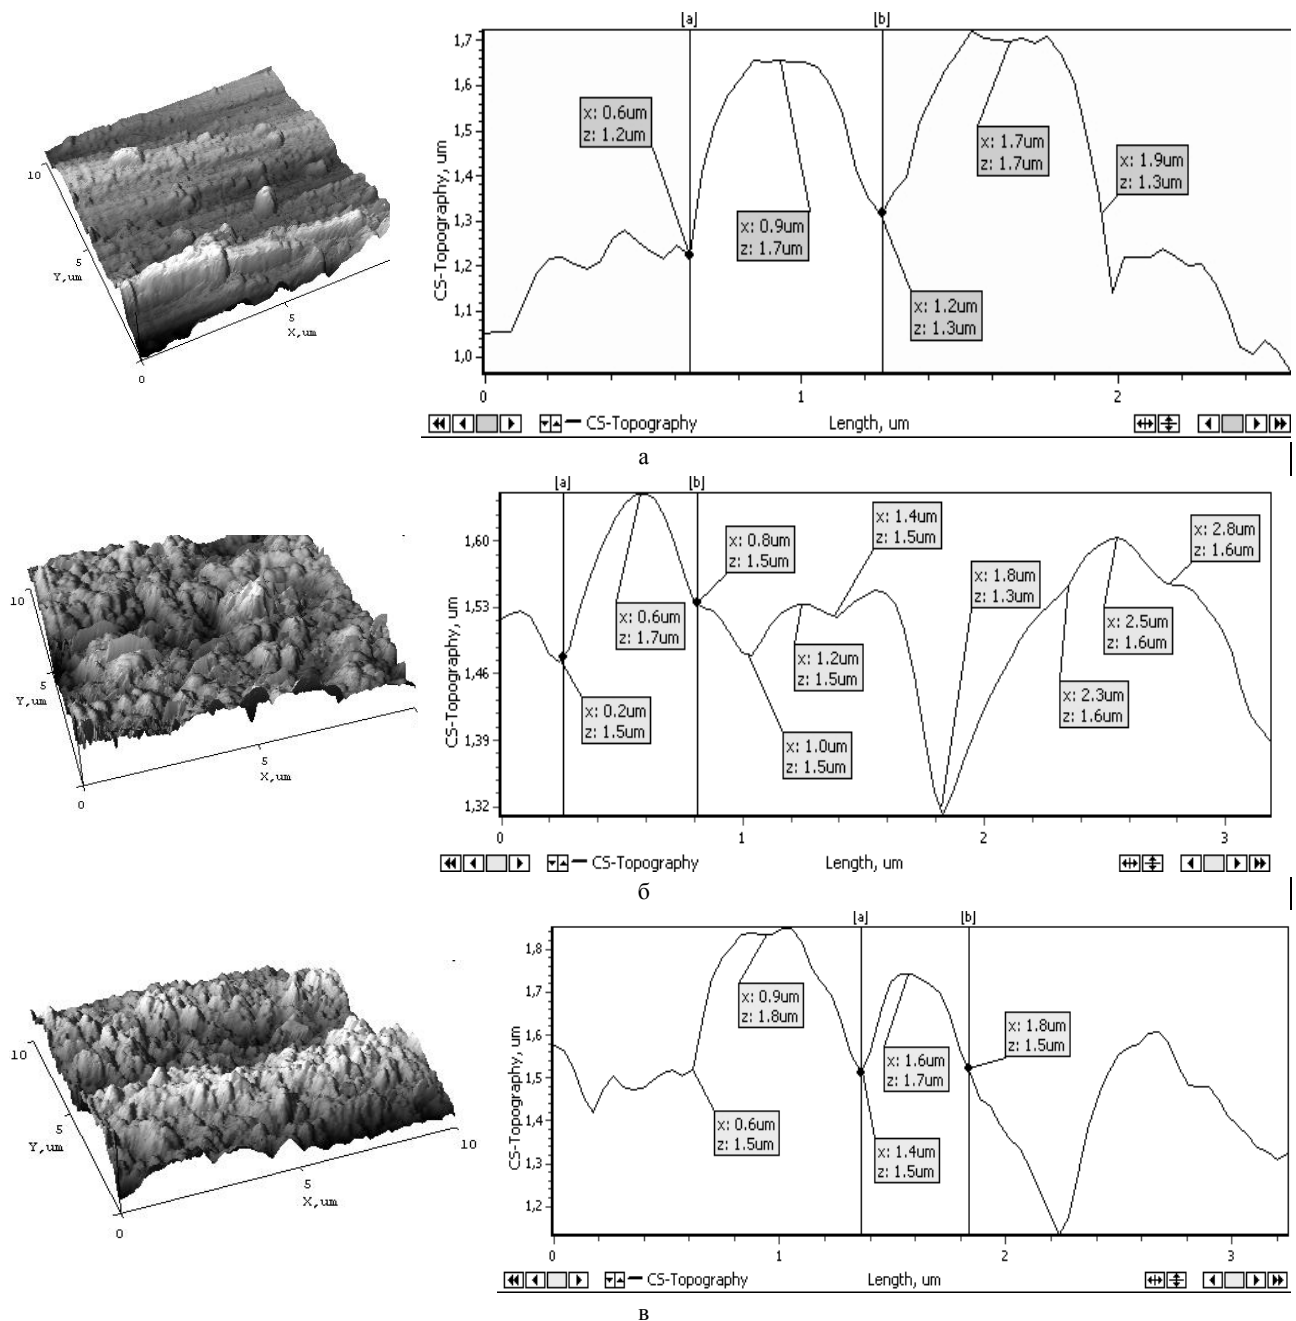 [a]
[b]
1,7
1,6
1,5
1,4
1,3
1,2
1,1
1,0
CS-Topography, um
x: 0.6um
z: 1.2um
x: 0.9um
z: 1.7um
x: 1.2um
z: 1.3um
x: 1.7um
z: 1.7um
x: 1.9um
z: 1.3um
0
1
2
CS-Topography
Length, um
10
5
Y,um
5
X,um
0
а
[a]
[b]
1,60
1,53
1,46
1,39
1,32
CS-Topography, um
x: 0.2um
z: 1.5um
x: 0.6um
z: 1.7um
x: 0.8um
z: 1.5um
x: 1.0um
z: 1.5um
x: 1.2um
z: 1.5um
x: 1.4um
z: 1.5um
x: 1.8um
z: 1.3um
x: 2.3um
z: 1.6um
x: 2.5um
z: 1.6um
x: 2.8um
z: 1.6um
0
1
2
3
CS-Topography
Length, um
10
5
Y,um
5
X,um
0
б
[a]
[b]
1,8
1,7
1,6
1,5
1,4
1,3
1,2
CS-Topography, um
x: 0.6um
z: 1.5um
x: 0.9um
z: 1.8um
x: 1.4um
z: 1.5um
x: 1.6um
z: 1.7um
x: 1.8um
z: 1.5um
0
1
2
3
CS-Topography
Length, um
10
5
Y,um
10
5
X,um
0
в